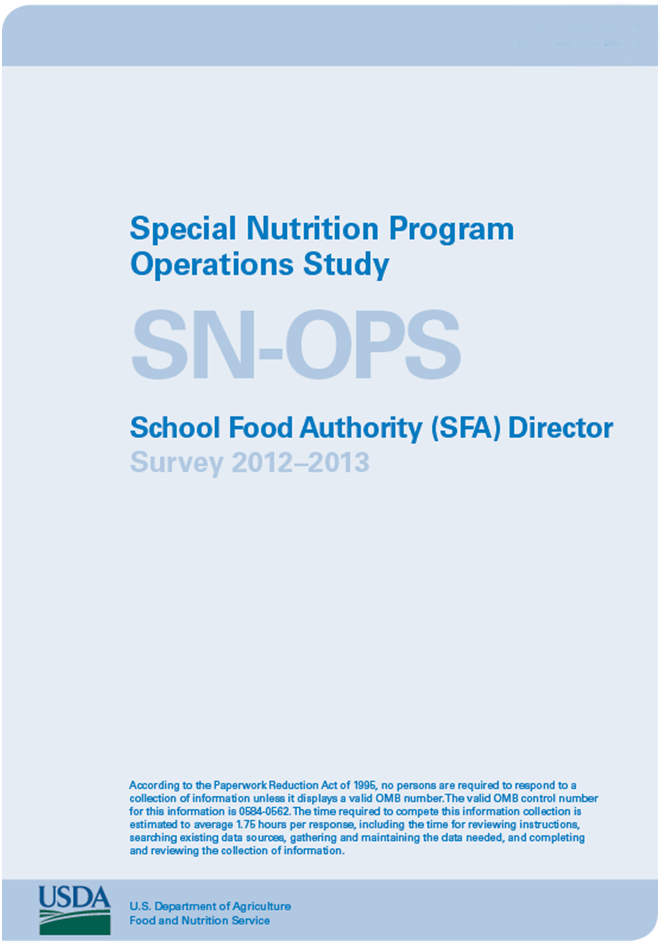 Special Nutrition Program
Operations Study
SN-OPS
School Food Authority (SFA) Director
Survey 2012–2013
According to the Paperwork Reduction Act of 1995, no persons are required to respond to a
collection of information unless it displays a valid OMB number. The valid OMB control number
for this information is 0584-0562. The time required to compete this information collection is
estimated to average 1.75 hours per response, including the time for reviewing instructions,
searching existing data sources, gathering and maintaining the data needed, and completing
and reviewing the collection of information.
USDA
U.S. Department of Agriculture
Food and Nutrition Service